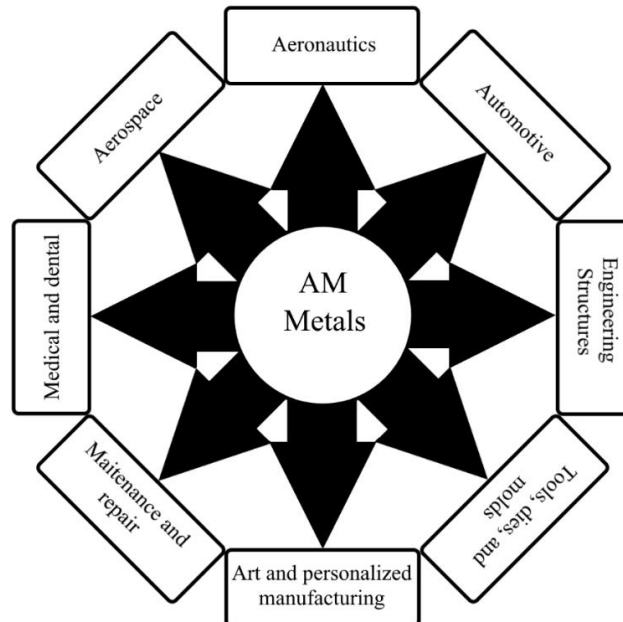 Aeronautics
Automotive
Engineering
Structures
Tools, dies, and
molds
Art and personalized
manufacturing
Maitenance and
repair
Medical and dental
Aerospace
AM
Metals